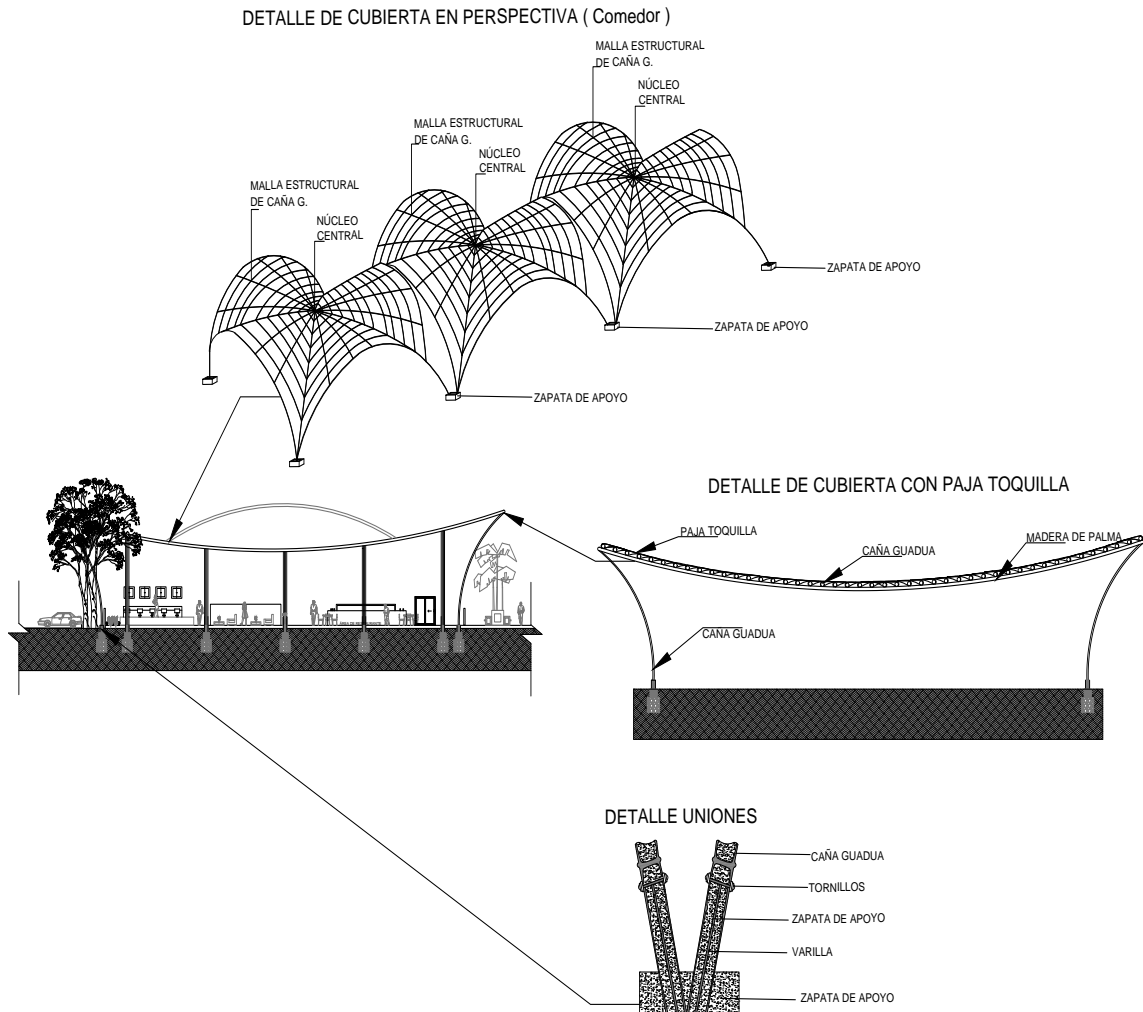 DETALLE DE CUBIERTA EN PERSPECTIVA ( Comedor )
MALLA ESTRUCTURAL
DE CAÑA G.
NÚCLEO
CENTRAL
MALLA ESTRUCTURAL
DE CAÑA G.
NÚCLEO
CENTRAL
MALLA ESTRUCTURAL
DE CAÑA G.
NÚCLEO
CENTRAL
ZAPATA DE APOYO
ZAPATA DE APOYO
ZAPATA DE APOYO
DETALLE DE CUBIERTA CON PAJA TOQUILLA
PAJA TOQUILLA
CAÑA GUADUA
MADERA DE PALMA
CAÑA GUADUA
DETALLE UNIONES
CAÑA GUADUA
TORNILLOS
ZAPATA DE APOYO
VARILLA
ZAPATA DE APOYO